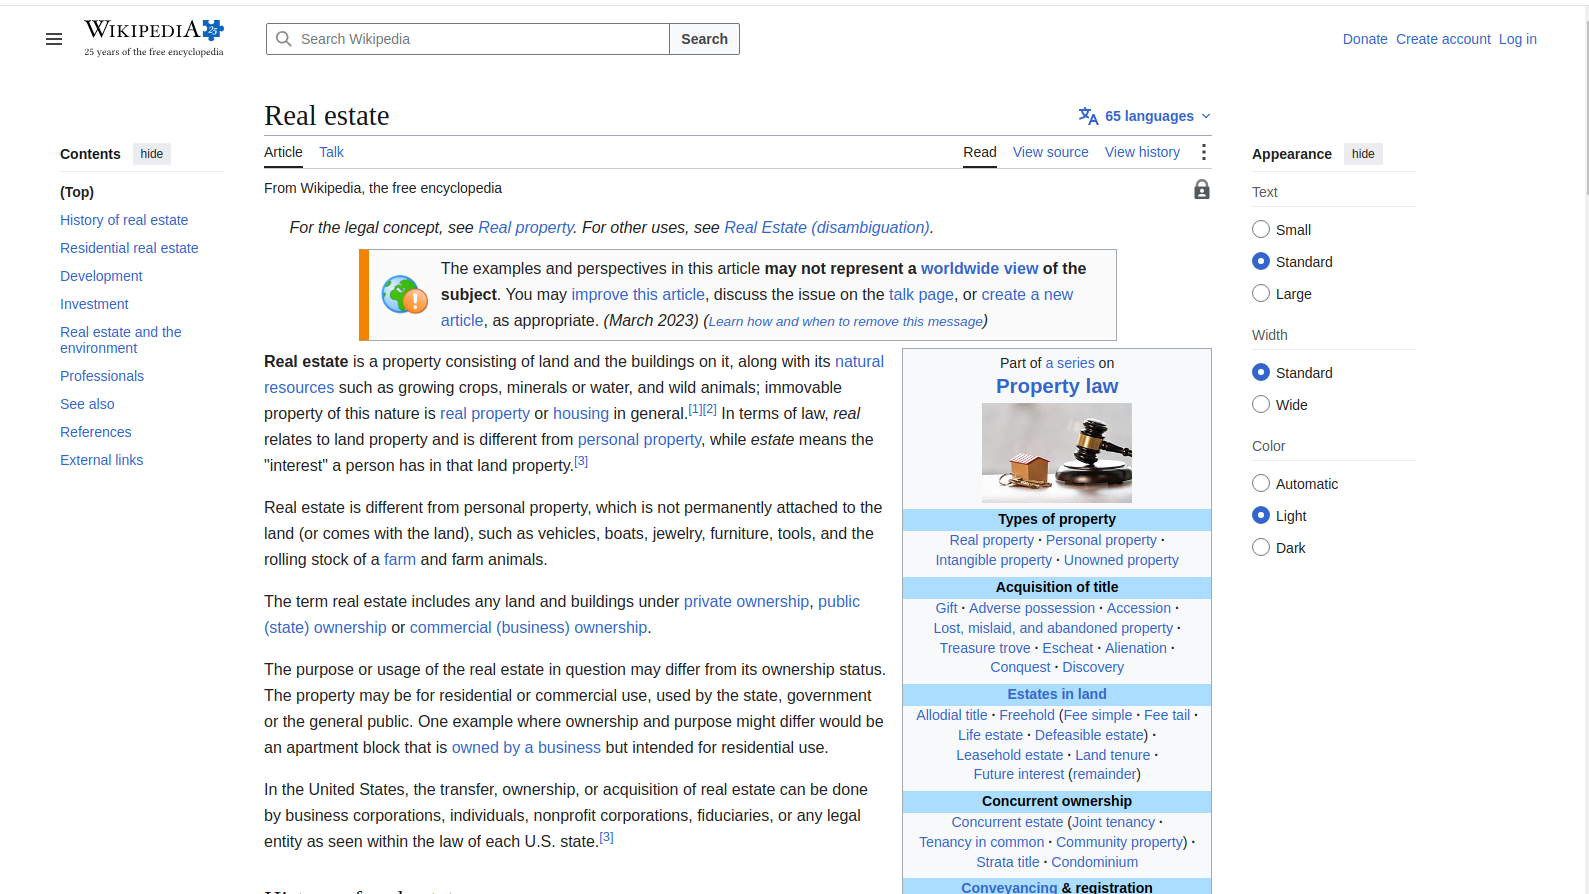 WIKIPEDIA 25
25 years of the free encyclopedia
Search Wikipedia
Search
Donate Create account Log in
Contents hide
(Top)
History of real estate
Residential real estate
Development
Investment
Real estate and the
environment
Professionals
See also
References
External links
Real estate
65 languages
Article Talk
Read View source View history
From Wikipedia, the free encyclopedia
For the legal concept, see Real property. For other uses, see Real Estate (disambiguation).
The examples and perspectives in this article may not represent a worldwide view of the
subject. You may improve this article, discuss the issue on the talk page, or create a new
article, as appropriate. (March 2023) (Learn how and when to remove this message)
Real estate is a property consisting of land and the buildings on it, along with its natural
resources such as growing crops, minerals or water, and wild animals; immovable
property of this nature is real property or housing in general.[1][2] In terms of law, real
relates to land property and is different from personal property, while estate means the
"interest" a person has in that land property.[3]
Real estate is different from personal property, which is not permanently attached to the
land (or comes with the land), such as vehicles, boats, jewelry, furniture, tools, and the
rolling stock of a farm and farm animals.
The term real estate includes any land and buildings under private ownership, public
(state) ownership or commercial (business) ownership.
The purpose or usage of the real estate in question may differ from its ownership status.
The property may be for residential or commercial use, used by the state, government
or the general public. One example where ownership and purpose might differ would be
an apartment block that is owned by a business but intended for residential use.
In the United States, the transfer, ownership, or acquisition of real estate can be done
by business corporations, individuals, nonprofit corporations, fiduciaries, or any legal
entity as seen within the law of each U.S. state.[3]
History of real estate
Part of a series on
Property law
Types of property
Real property · Personal property ·
Intangible property · Unowned property
Acquisition of title
Gift · Adverse possession · Accession ·
Lost, mislaid, and abandoned property ·
Treasure trove · Escheat · Alienation ·
Conquest · Discovery
Estates in land
Allodial title · Freehold (Fee simple · Fee tail ·
Life estate · Defeasible estate) ·
Leasehold estate · Land tenure ·
Future interest (remainder)
Concurrent ownership
Concurrent estate (Joint tenancy ·
Tenancy in common · Community property) ·
Strata title · Condominium
Conveyancing & registration
Appearance hide
Text
Small
Standard
Large
Width
Standard
Wide
Color
Automatic
Light
Dark